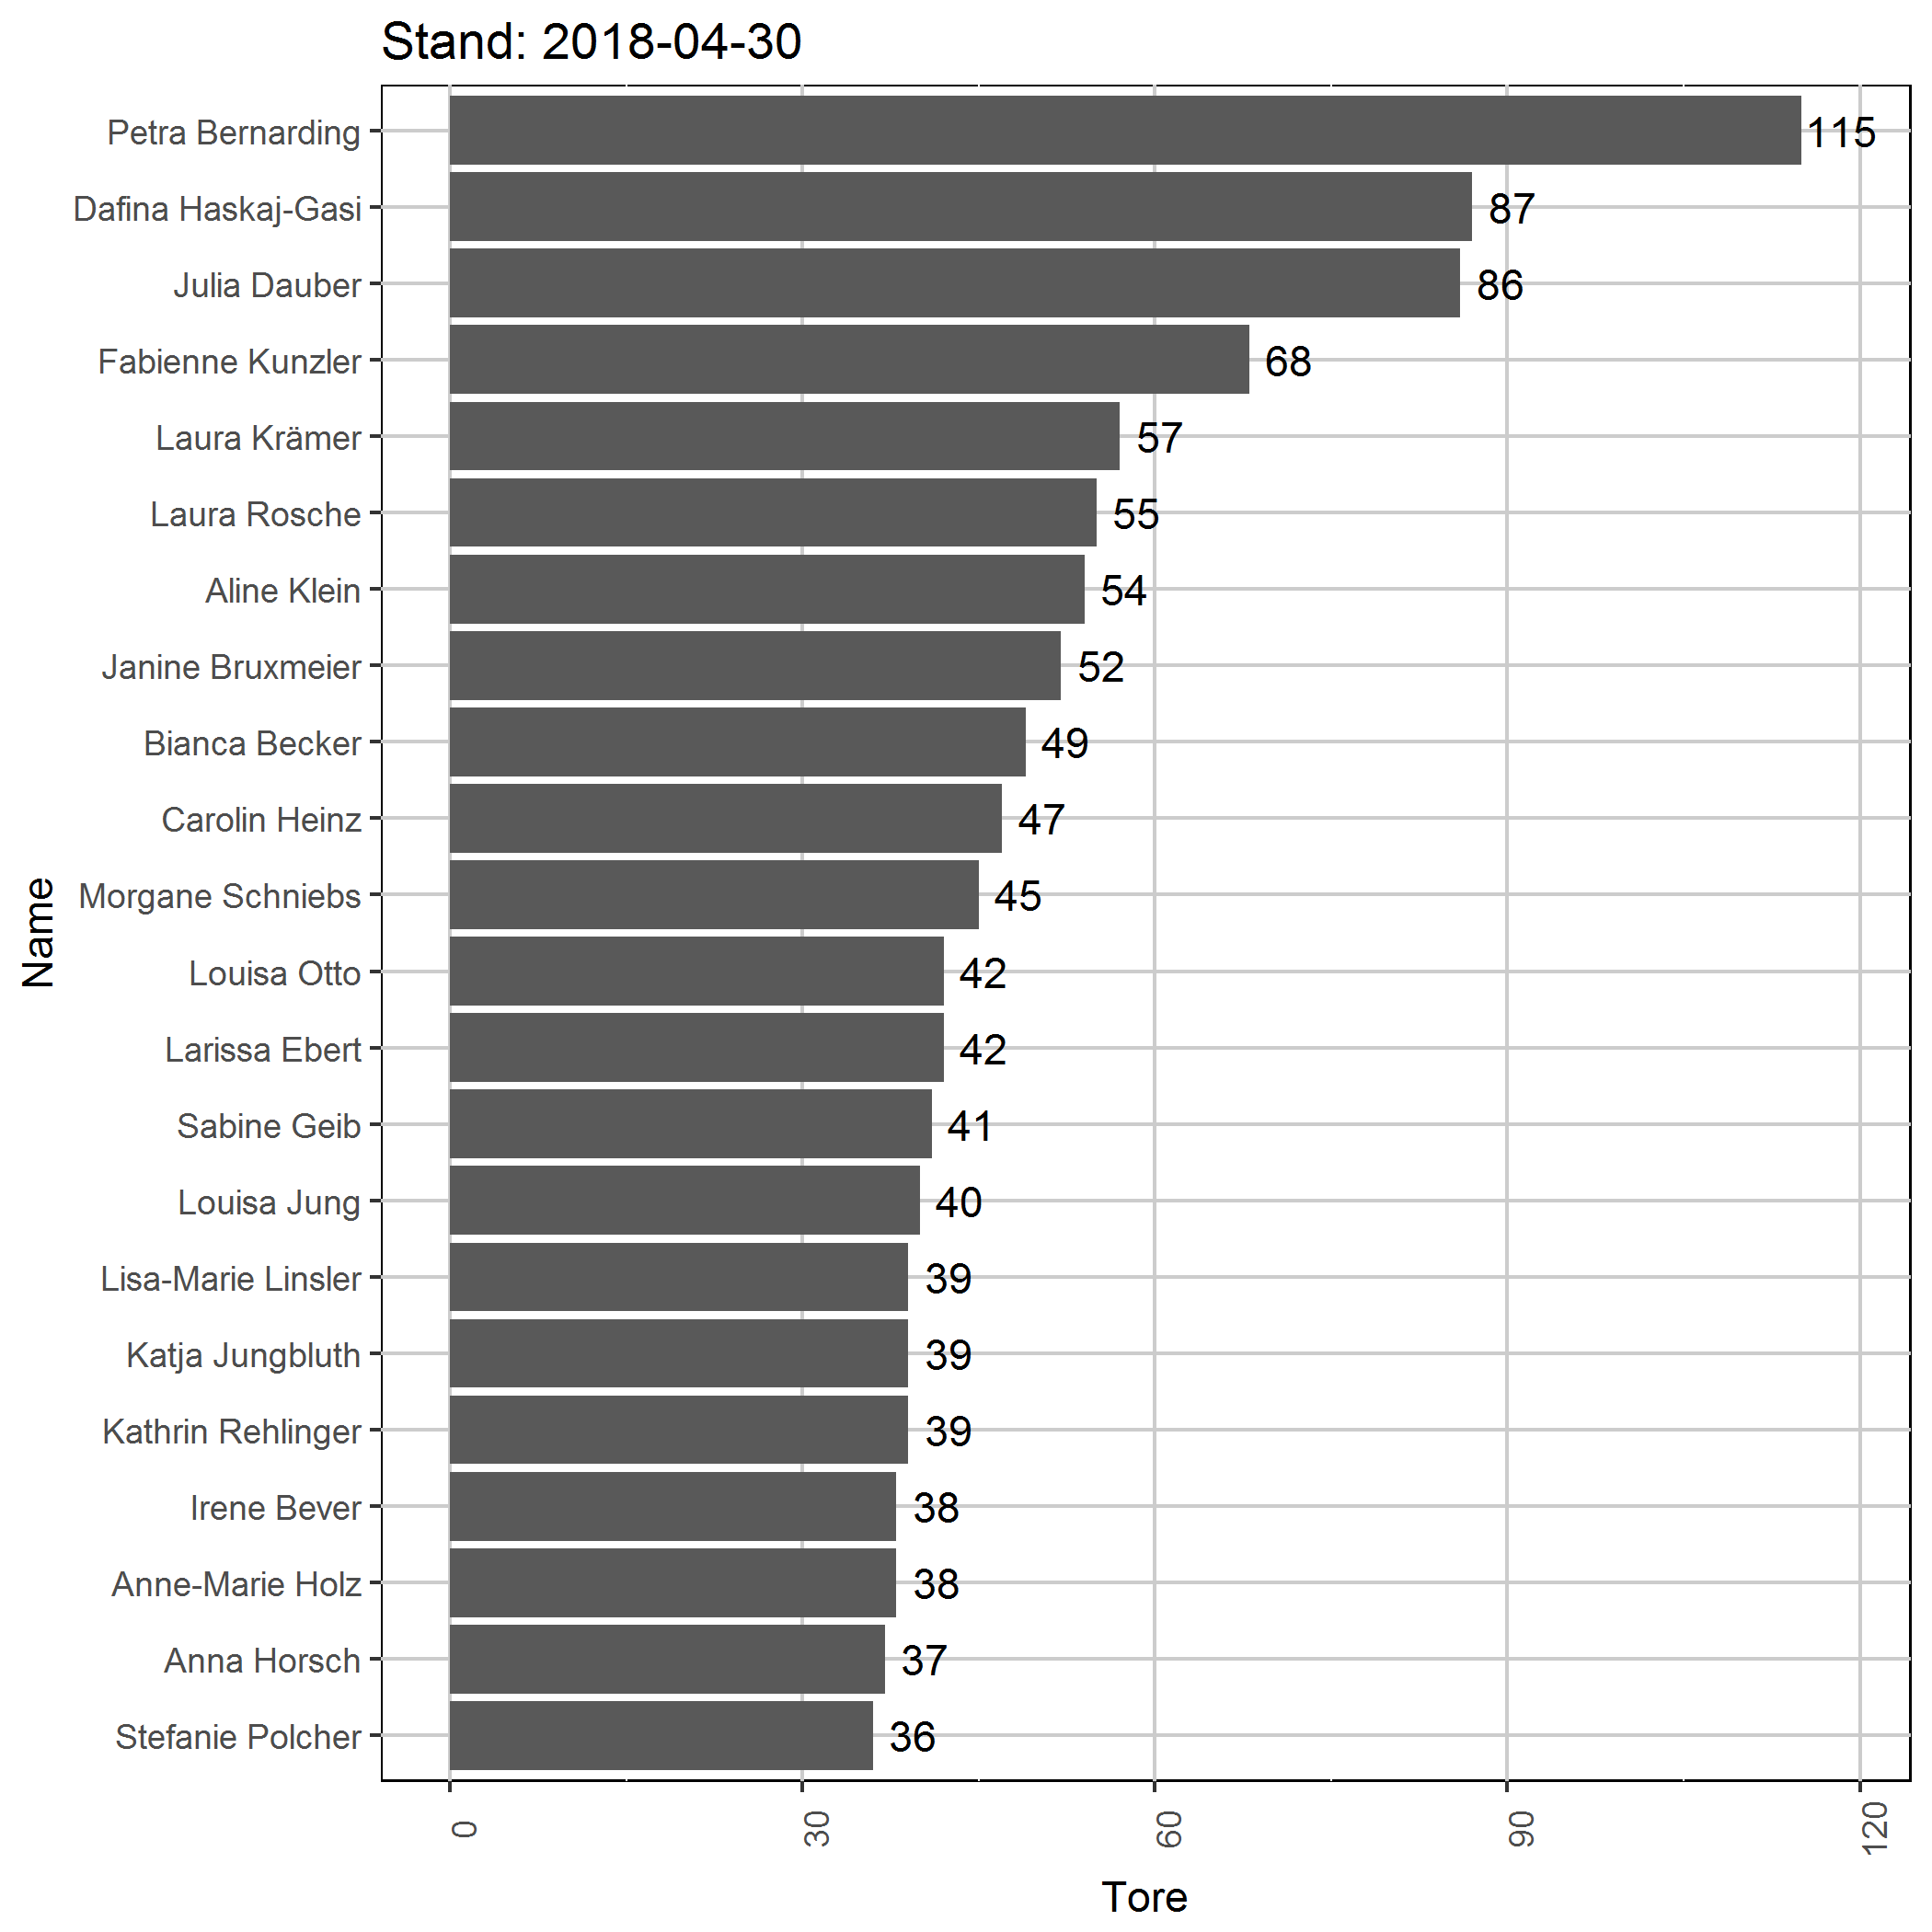 Stand: 2018-04-30
Petra Bernarding 115
Dafina Haskaj-Gasi 87
Julia Dauber 86
Fabienne Kunzler 68
Laura Krämer 57
Laura Rosche 55
Aline Klein 54
Janine Bruxmeier 52
Bianca Becker 49
Carolin Heinz 47
Morgane Schniebs 45
Louisa Otto 42
Larissa Ebert 42
Sabine Geib 41
Louisa Jung 40
Lisa-Marie Linsler 39
Katja Jungbluth 39
Kathrin Rehlinger 39
Irene Bever 38
Anne-Marie Holz 38
Anna Horsch 37
Stefanie Polcher 36
Name
0 30 60 90 120
Tore